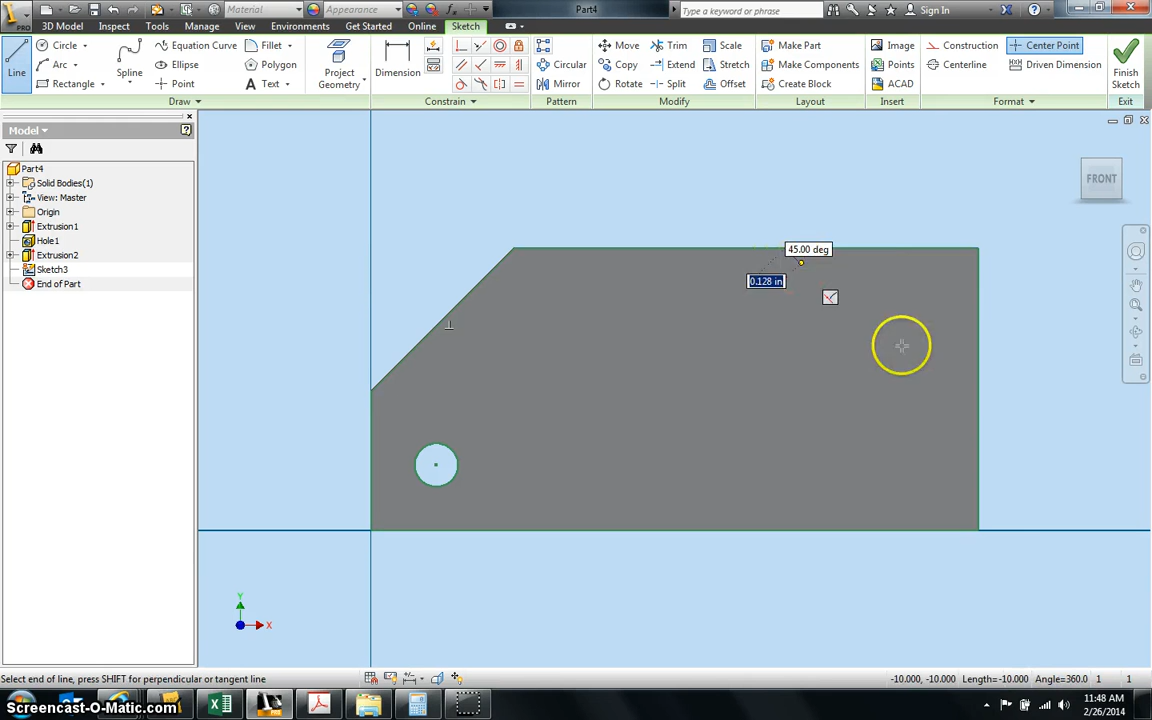 Material
Appearance
Part4
Type a keyword or phrase
Sign In
PRO
3D Model
Inspect
Tools
Manage
View
Environments
Get Started
Online
Sketch
Line
Circle
Arc
Rectangle
Spline
Equation Curve
Ellipse
Point
Fillet
Polygon
Text
Project Geometry
Dimension
Circular
Mirror
Move
Copy
Rotate
Trim
Extend
Split
Scale
Stretch
Offset
Make Part
Make Components
Create Block
Image
Points
ACAD
Construction
Centerline
Center Point
Driven Dimension
Finish Sketch
Draw
Constrain
Pattern
Modify
Layout
Insert
Format
Exit
Model
Part4
Solid Bodies(1)
View: Master
Origin
Extrusion1
Hole1
Extrusion2
Sketch3
End of Part
FRONT
45.00 deg
0.128 in
Y
X
Select end of line, press SHIFT for perpendicular or tangent line
-10.000, -10.000 Length=-10.000 Angle=360.0 1 1
Screencast-O-Matic.com
11:48 AM
2/26/2014